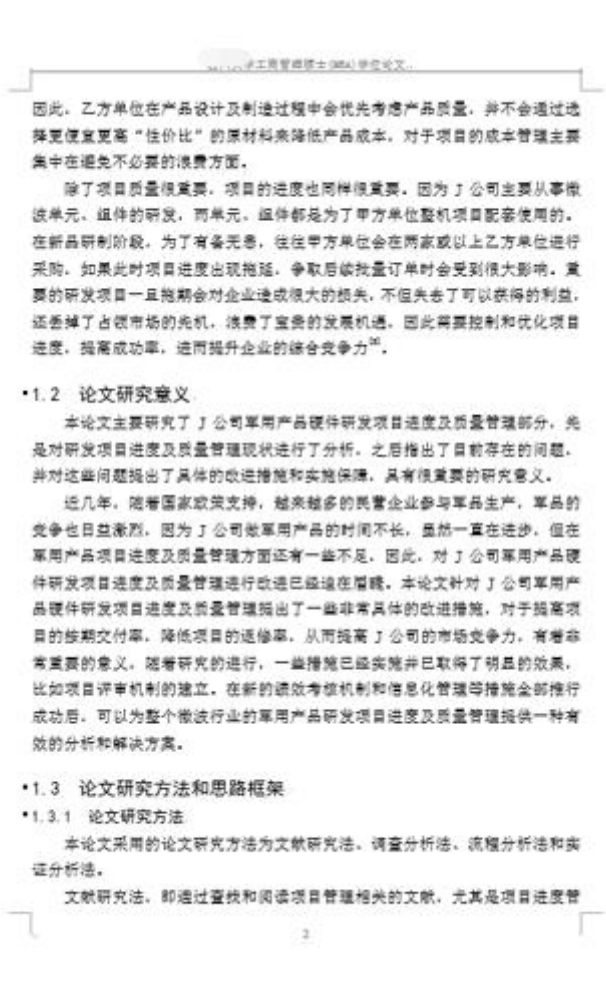 工商管理硕士(MBA)学位论文
因此，乙方单位在产品设计及制造过程中会优先考虑产品质量，并不会通过选
择更便宜更高“性价比”的原材料来降低产品成本，对于项目的成本管理主要
集中在避免不必要的浪费方面。
除了项目质量很重要，项目的进度也同样很重要。因为 J 公司主要从事微
波单元、组件的研发，而单元、组件都是为了甲方单位整机项目配套使用的。
在新品研制阶段，为了有备无患，往往甲方单位会在两家或以上乙方单位进行
采购，如果此时项目进度出现拖延，争取后续批量订单时会受到很大影响。重
要的研发项目一旦拖期会对企业造成很大的损失，不但失去了可以获得的利益，
还丢掉了占领市场的先机，浪费了宝贵的发展机遇，因此需要控制和优化项目
进度，提高成功率，进而提升企业的综合竞争力
1.2 论文研究意义
本论文主要研究了 J 公司军用产品硬件研发项目进度及质量管理部分，先
是对研发项目进度及质量管理现状进行了分析，之后指出了目前存在的问题，
并对这些问题提出了具体的改进措施和实施保障，具有很重要的研究意义。
近几年，随着国家政策支持，越来越多的民营企业参与军品生产，军品的
竞争也日益激烈，因为 J 公司做军用产品的时间不长，虽然一直在进步，但在
军用产品项目进度及质量管理方面还有一些不足，因此，对 J 公司军用产品硬
件研发项目进度及质量管理进行改进已经迫在眉睫。本论文针对 J 公司军用产
品硬件研发项目进度及质量管理提出了一些非常具体的改进措施，对于提高项
目的按期交付率，降低项目的返修率，从而提高 J 公司的市场竞争力，有着非
常重要的意义，随着研究的进行，一些措施已经实施并已取得了明显的效果，
比如项目评审机制的建立。在新的绩效考核机制和信息化管理等措施全部推行
成功后，可以为整个微波行业的军用产品研发项目进度及质量管理提供一种有
效的分析和解决方案。
1.3 论文研究方法和思路框架
1.3.1 论文研究方法
本论文采用的论文研究方法为文献研究法、调查分析法、流程分析法和实
证分析法。
文献研究法，即通过查找和阅读项目管理相关的文献，尤其是项目进度管
2